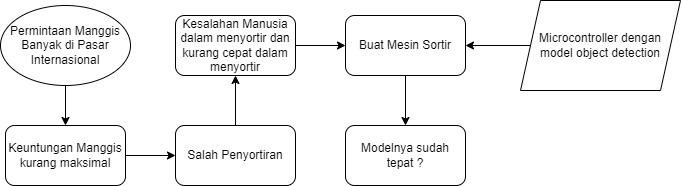 Permintaan Manggis
Banyak di Pasar
Internasional
Keuntungan Manggis
kurang maksimal
Salah Penyortiran
Kesalahan Manusia
dalam menyortir dan
kurang cepat dalam
menyortir
Buat Mesin Sortir
Microcontroller dengan
model object detection
Modelnya sudah
tepat ?